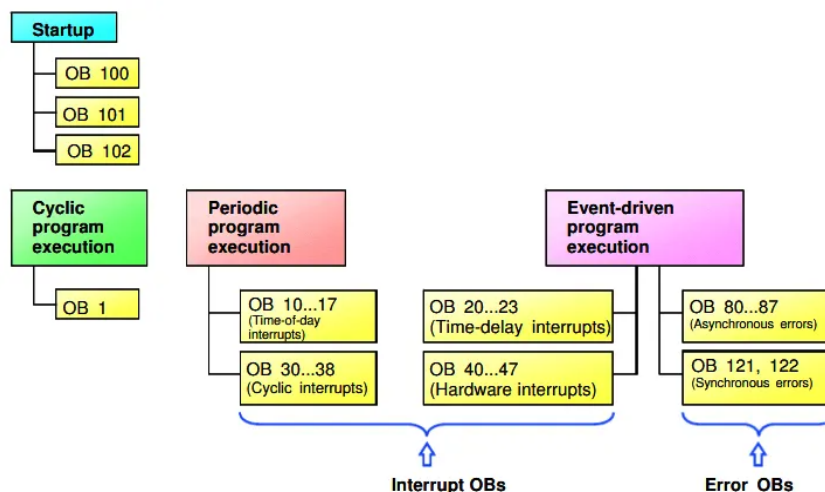 Startup
OB 100
OB 101
OB 102
Cyclic
program
execution
OB 1
Periodic
program
execution
OB 10...17
(Time-of-day
interrupts)
OB 30...38
(Cyclic interrupts)
Event-driven
program
execution
OB 20...23
(Time-delay interrupts)
OB 40...47
(Hardware interrupts)
OB 80...87
(Asynchronous errors)
OB 121, 122
(Synchronous errors)
Interrupt OBs
Error OBs